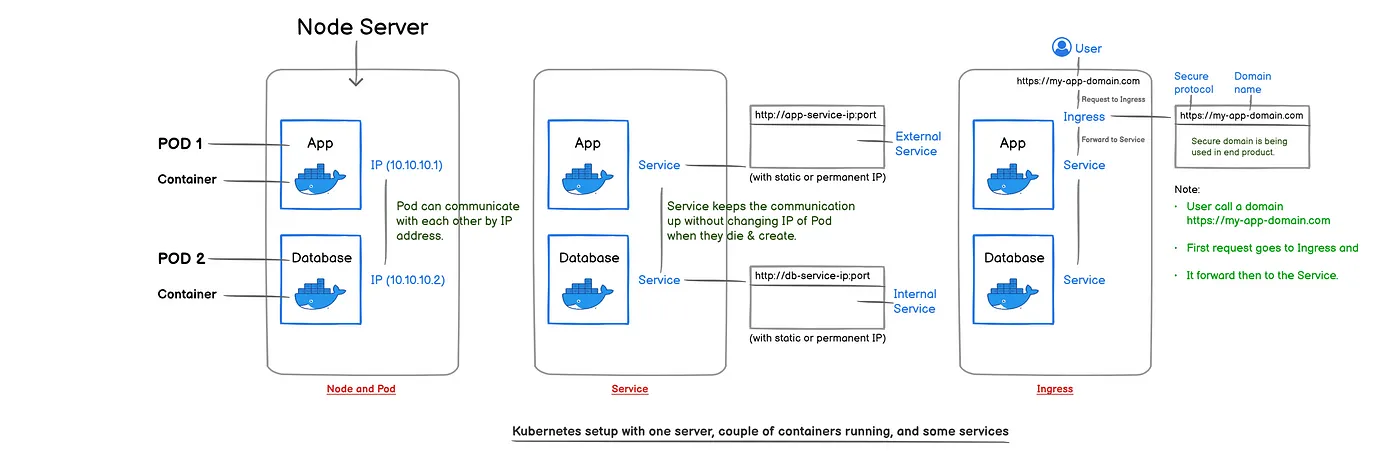 Node Server
POD 1
Container
POD 2
Container
App
IP (10.10.10.1)
Pod can communicate
with each other by IP
address.
Database
IP (10.10.10.2)
Node and Pod
App
Service
Service keeps the communication
up without changing IP of Pod
when they die & create.
Database
Service
Service
http://app-service-ip:port
External
Service
(with static or permanent IP)
http://db-service-ip:port
Internal
Service
(with static or permanent IP)
User
https://my-app-domain.com
Request to Ingress
Ingress
Forward to Service
App
Service
Database
Service
Ingress
Secure
protocol
Domain
name
https://my-app-domain.com
Secure domain is being
used in end product.
Note:
• User call a domain
https://my-app-domain.com
• First request goes to Ingress and
• It forward then to the Service.
Kubernetes setup with one server, couple of containers running, and some services